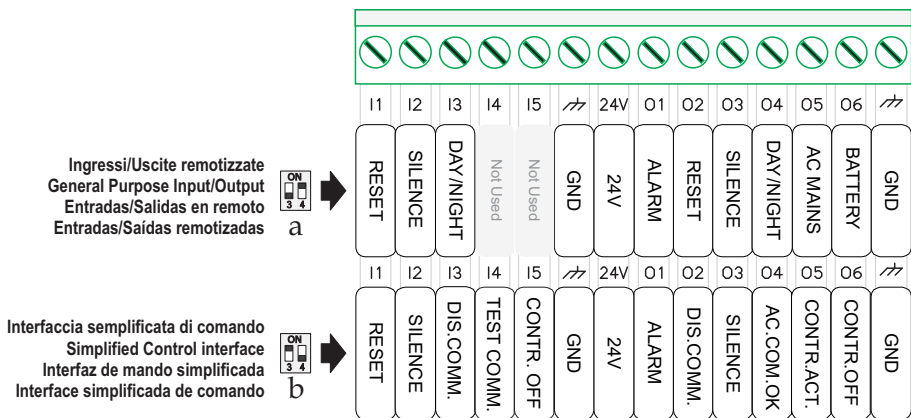 I1 I2 I3 I4 I5 24V O1 O2 O3 O4 O5 O6
Ingressi/Uscite remotizzate
General Purpose Input/Output
Entradas/Salidas en remoto
Entradas/Saídas remotizadas
ON
3 4
a
RESET
SILENCE
DAY/NIGHT
Not Used
Not Used
GND
24V
ALARM
RESET
SILENCE
DAY/NIGHT
AC MAINS
BATTERY
GND
I1 I2 I3 I4 I5 24V O1 O2 O3 O4 O5 O6
Interfaccia semplificata di comando
Simplified Control interface
Interfaz de mando simplificada
Interface simplificada de comando
ON
3 4
b
RESET
SILENCE
DIS.COMM.
TEST COMM.
CONTR. OFF
GND
24V
ALARM
DIS.COMM.
SILENCE
AC.COM.OK
CONTR.ACT.
CONTR.OFF
GND